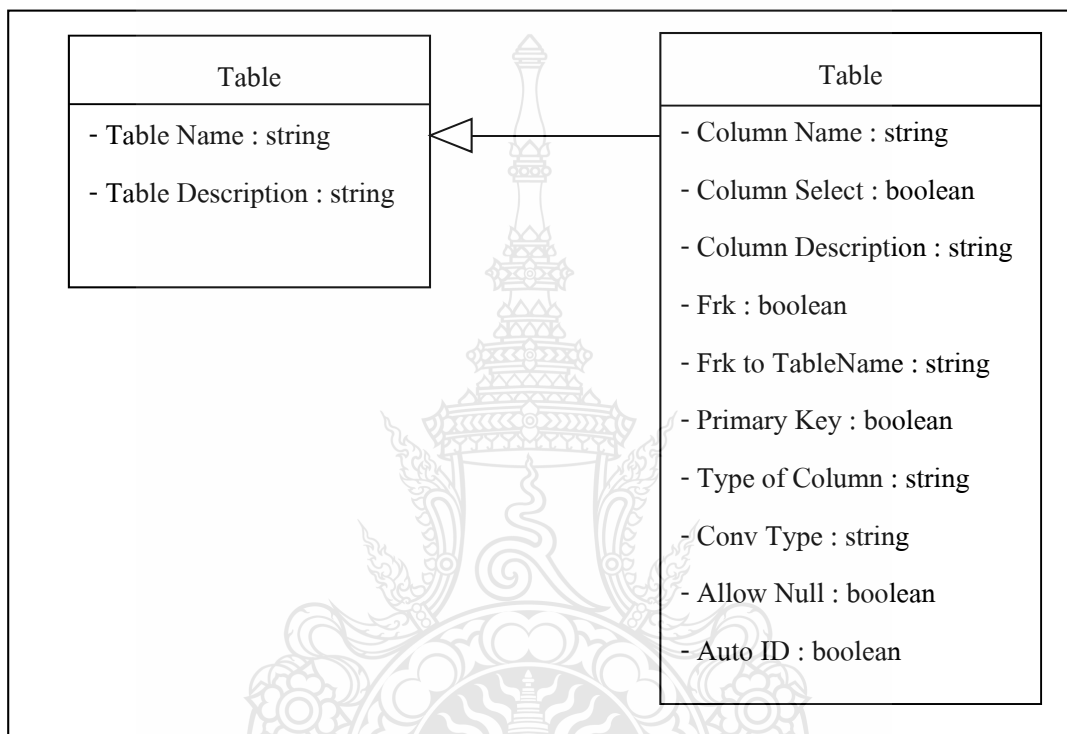 Table
- Table Name : string
- Table Description : string
Table
- Column Name : string
- Column Select : boolean
- Column Description : string
- Frk : boolean
- Frk to TableName : string
- Primary Key : boolean
- Type of Column : string
- Conv Type : string
- Allow Null : boolean
- Auto ID : boolean